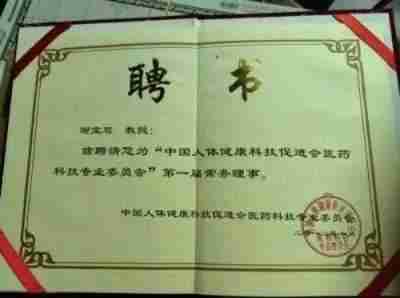 聘书
教授：
兹聘请您为“中国人体健康科技促进会医药
科技专业委员会”第一届常务理事。
中国人体健康科技促进会医药科技专业委员会